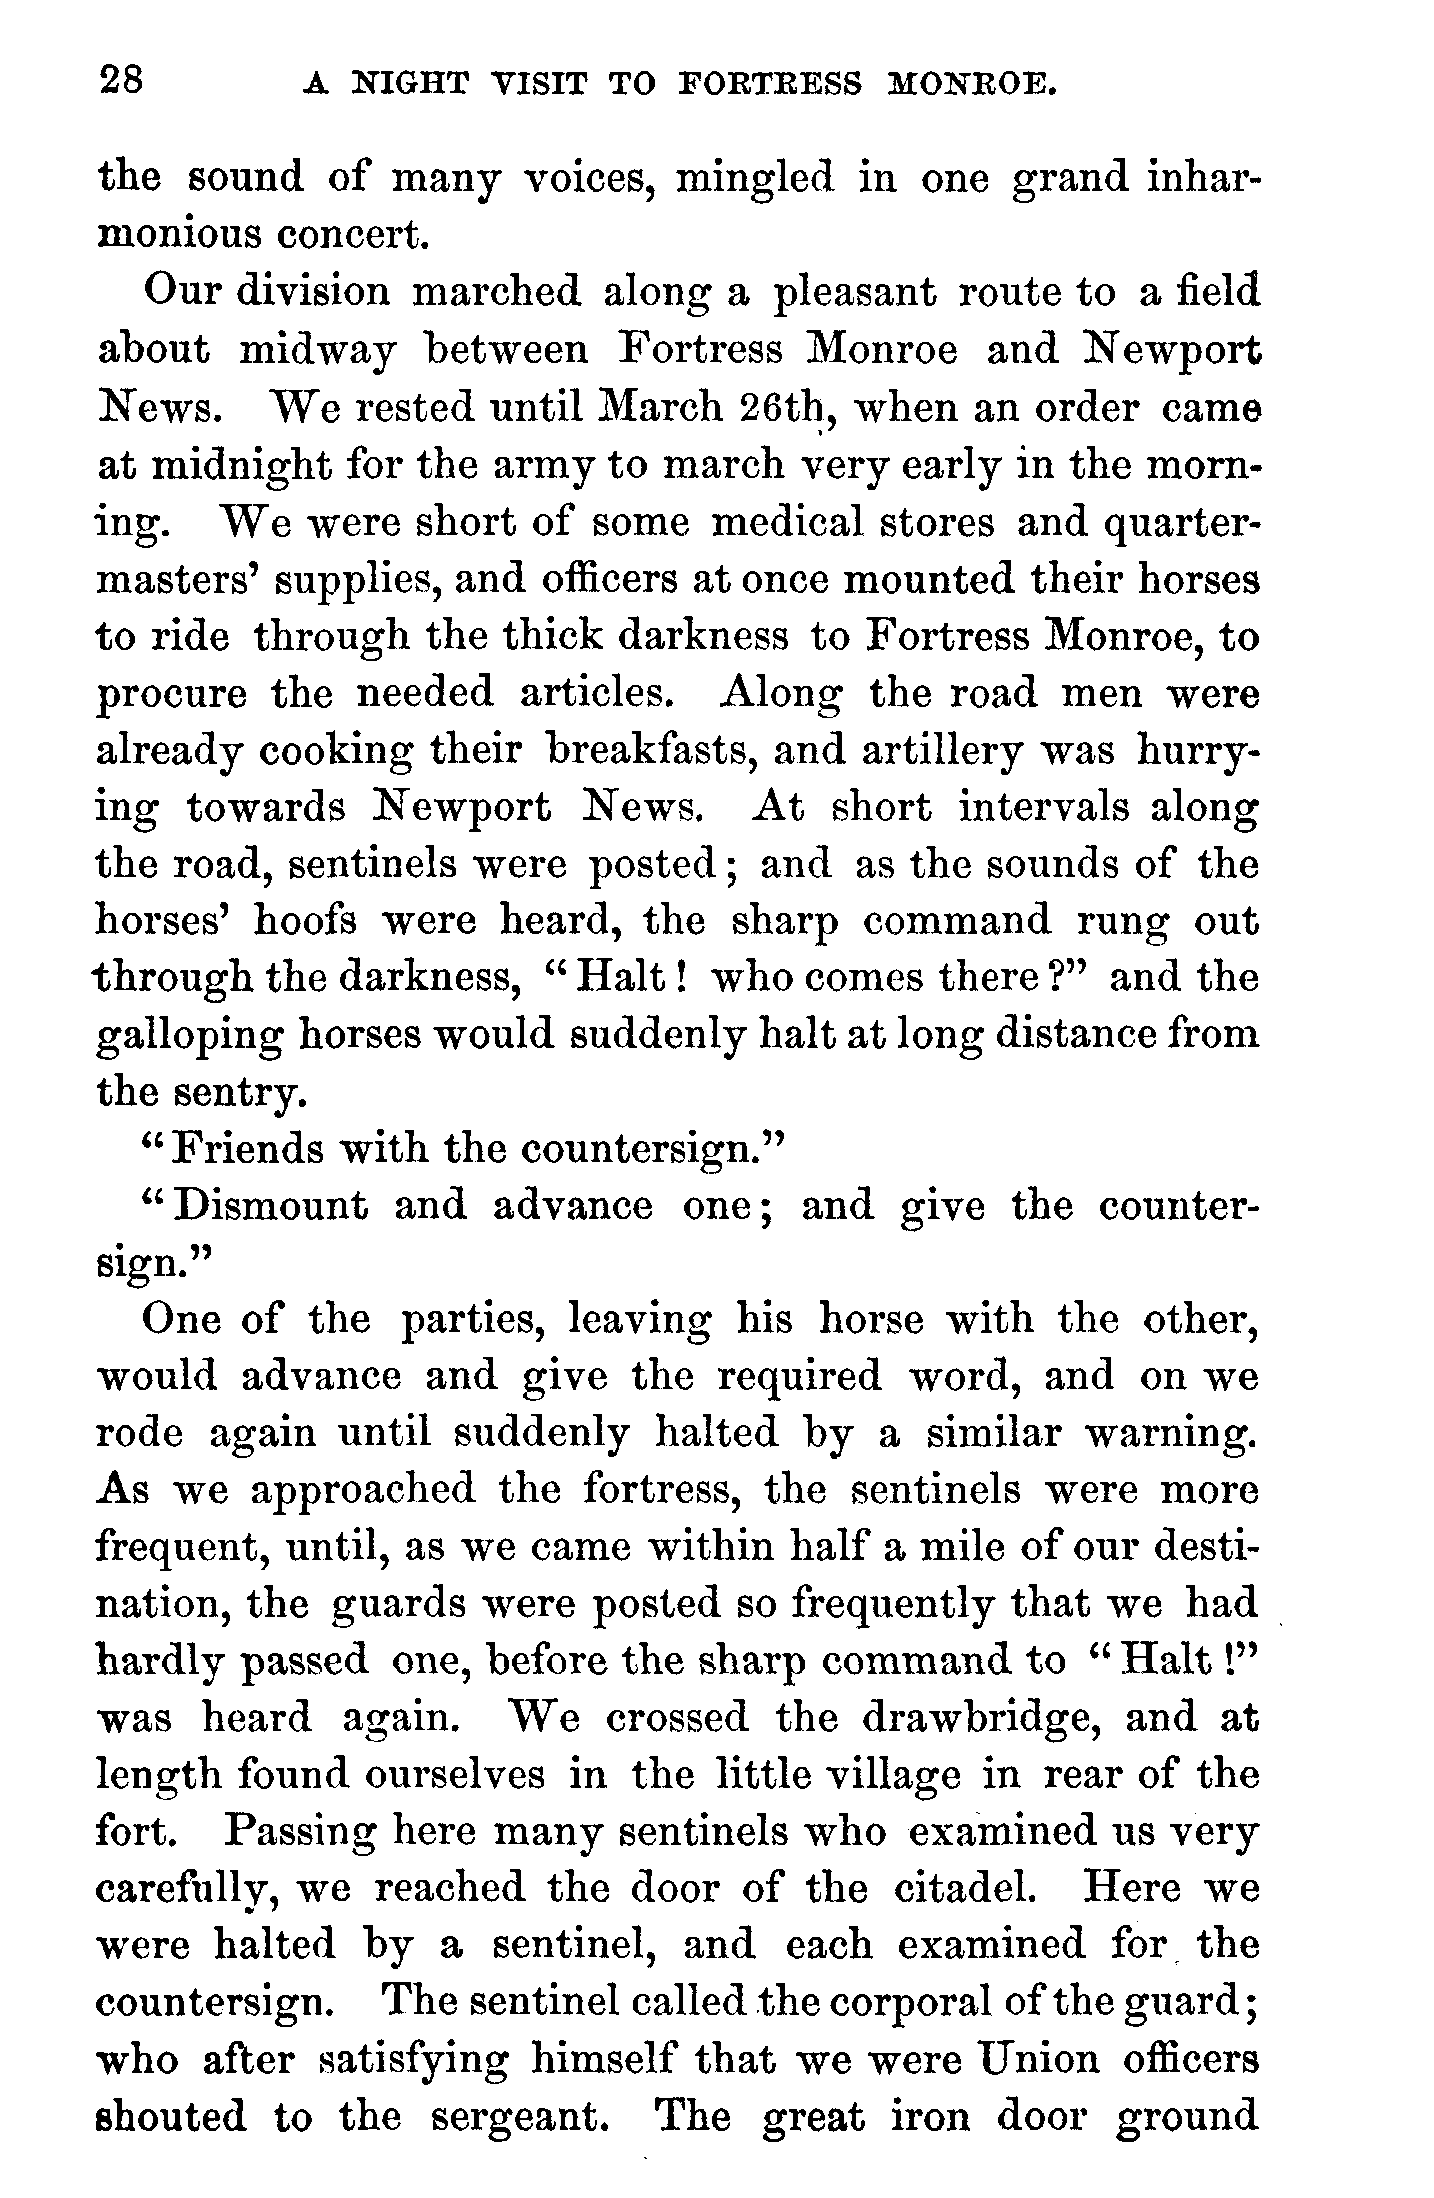 28 A NIGHT VISIT TO FORTRESS MONROE.
the sound of many voices, mingled in one grand inhar-
monious concert.
Our division marched along a pleasant route to a field
about midway between Fortress Monroe and Newport
News. We rested until March 26th, when an order came
at midnight for the army to march very early in the morn-
ing. We were short of some medical stores and quarter-
masters' supplies, and officers at once mounted their horses
to ride through the thick darkness to Fortress Monroe, to
procure the needed articles. Along the road men were
already cooking their breakfasts, and artillery was hurry-
ing towards Newport News. At short intervals along
the road, sentinels were posted; and as the sounds of the
horses' hoofs were heard, the sharp command rung out
through the darkness, "Halt! who comes there?" and the
galloping horses would suddenly halt at long distance from
the sentry.
"Friends with the countersign."
"Dismount and advance one; and give the counter-
sign."
One of the parties, leaving his horse with the other,
would advance and give the required word, and on we
rode again until suddenly halted by a similar warning.
As we approached the fortress, the sentinels were more
frequent, until, as we came within half a mile of our desti-
nation, the guards were posted so frequently that we had
hardly passed one, before the sharp command to "Halt!"
was heard again. We crossed the drawbridge, and at
length found ourselves in the little village in rear of the
fort. Passing here many sentinels who examined us very
carefully, we reached the door of the citadel. Here we
were halted by a sentinel, and each examined for the
countersign. The sentinel called the corporal of the guard;
who after satisfying himself that we were Union officers
shouted to the sergeant. The great iron door ground